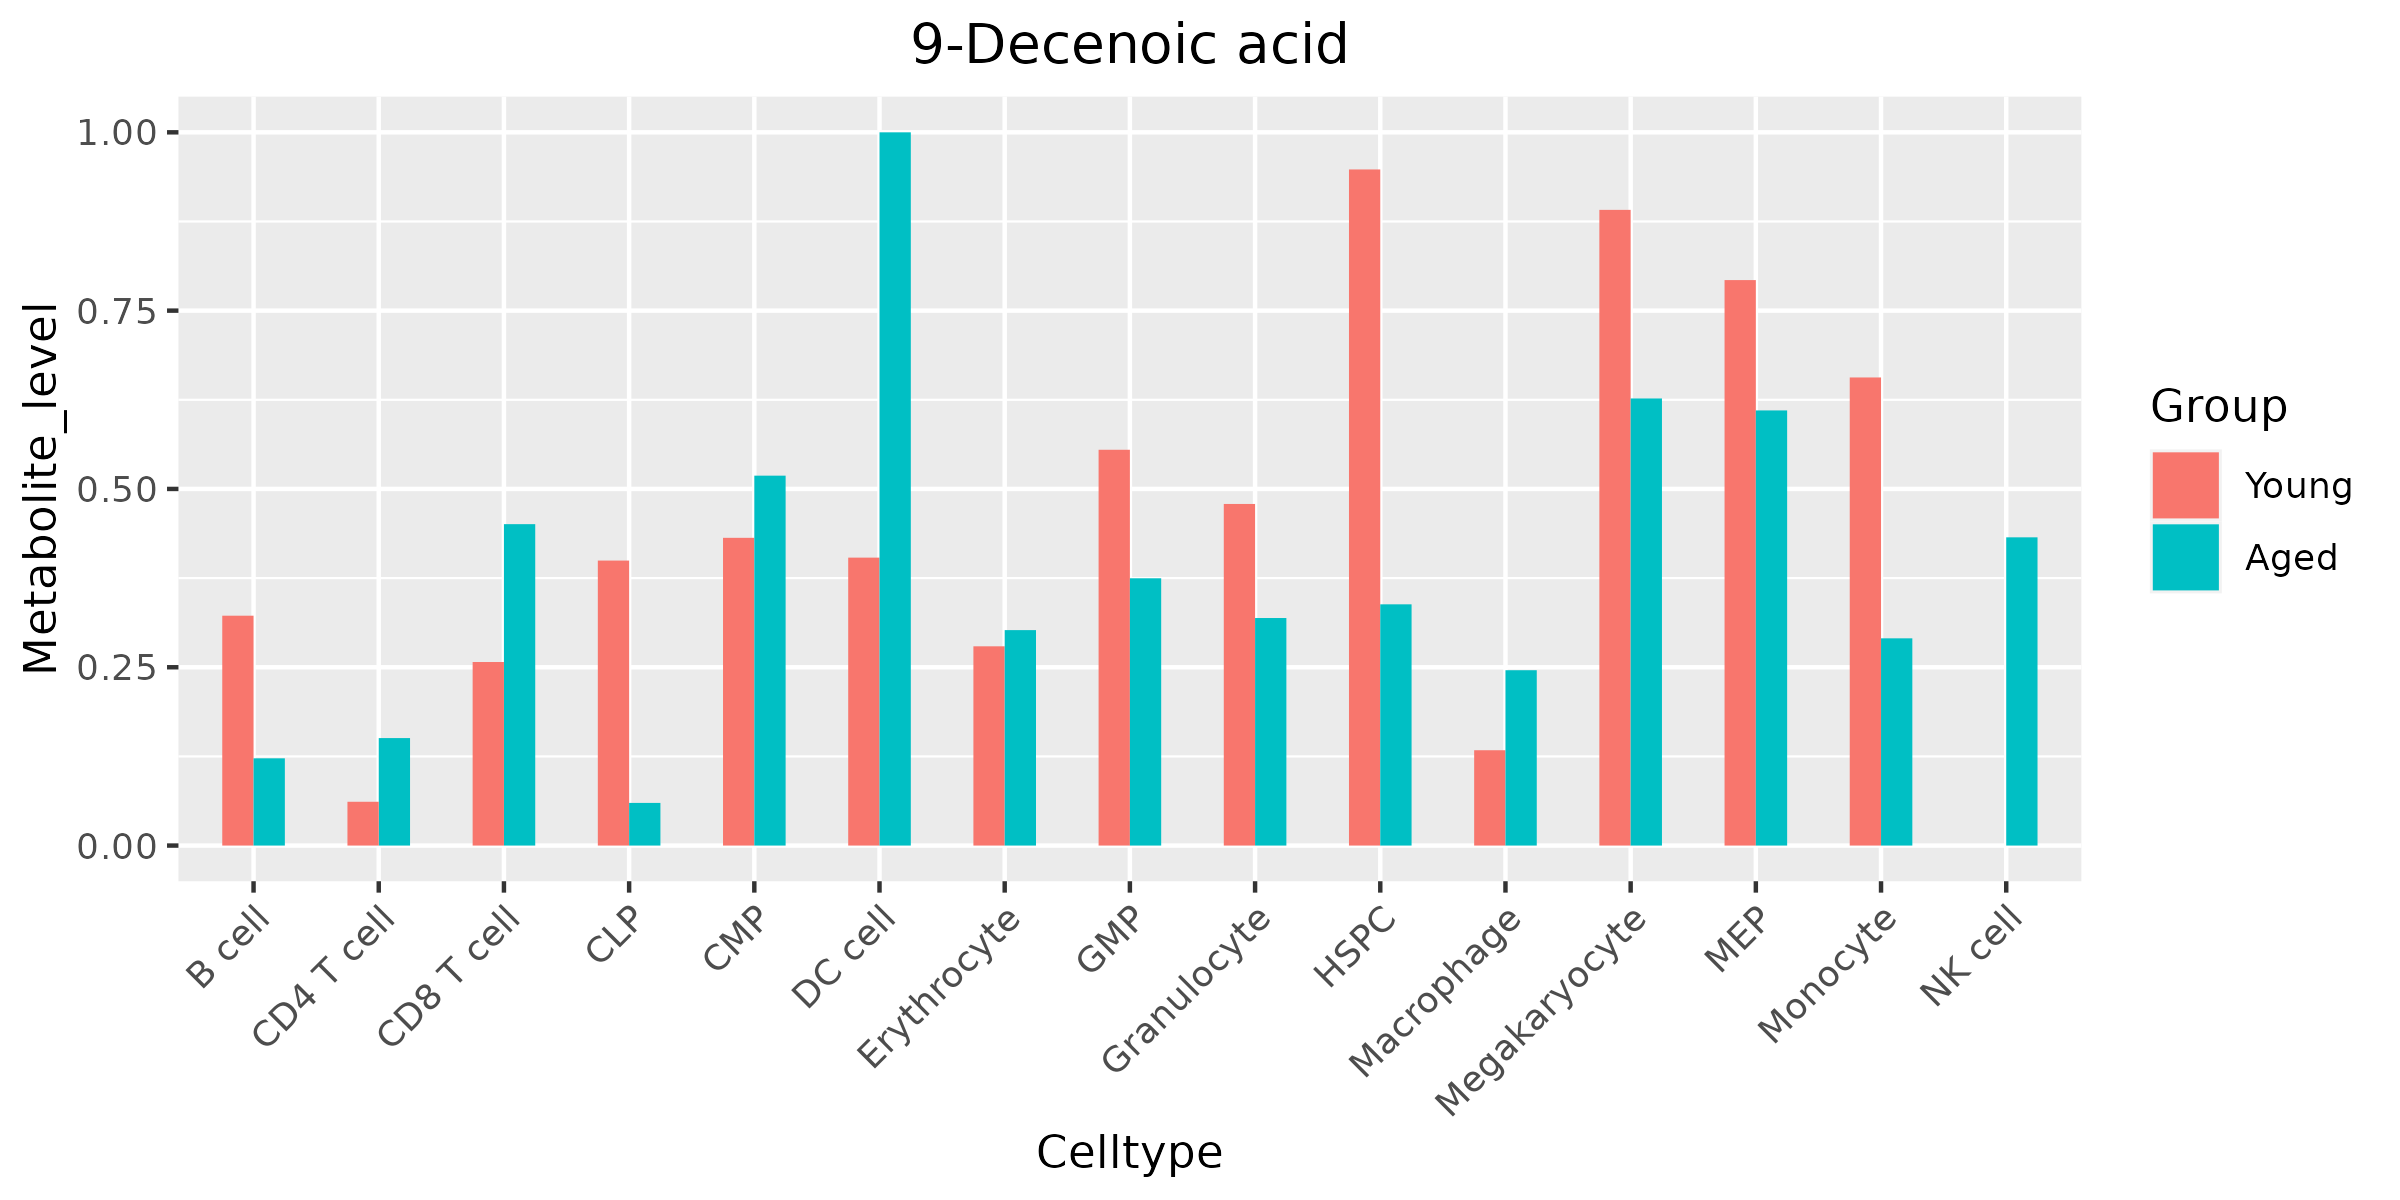 9-Decenoic acid
Metabolite_level
1.00
0.75
0.50
0.25
0.00
B cell
CD4 T cell
CD8 T cell
CLP
CMP
DC cell
Erythrocyte
GMP
Granulocyte
HSPC
Macrophage
Megakaryocyte
MEP
Monocyte
NK cell
Celltype
Group
Young
Aged